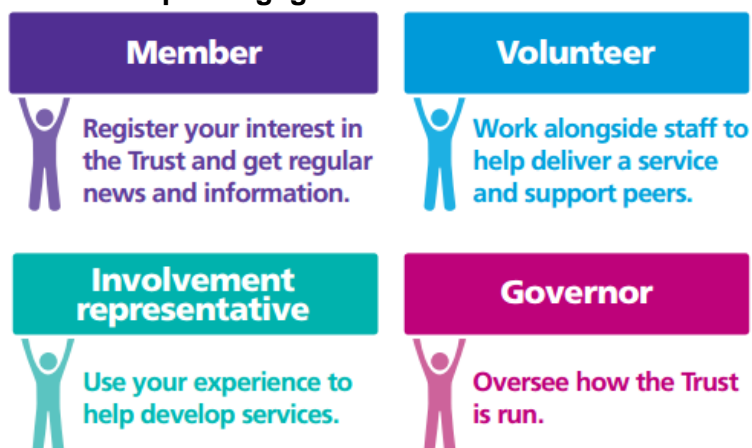 Member
Register your interest in
the Trust and get regular
news and information.
Volunteer
Work alongside staff to
help deliver a service
and support peers.
Involvement
representative
Use your experience to
help develop services.
Governor
Oversee how the Trust
is run.